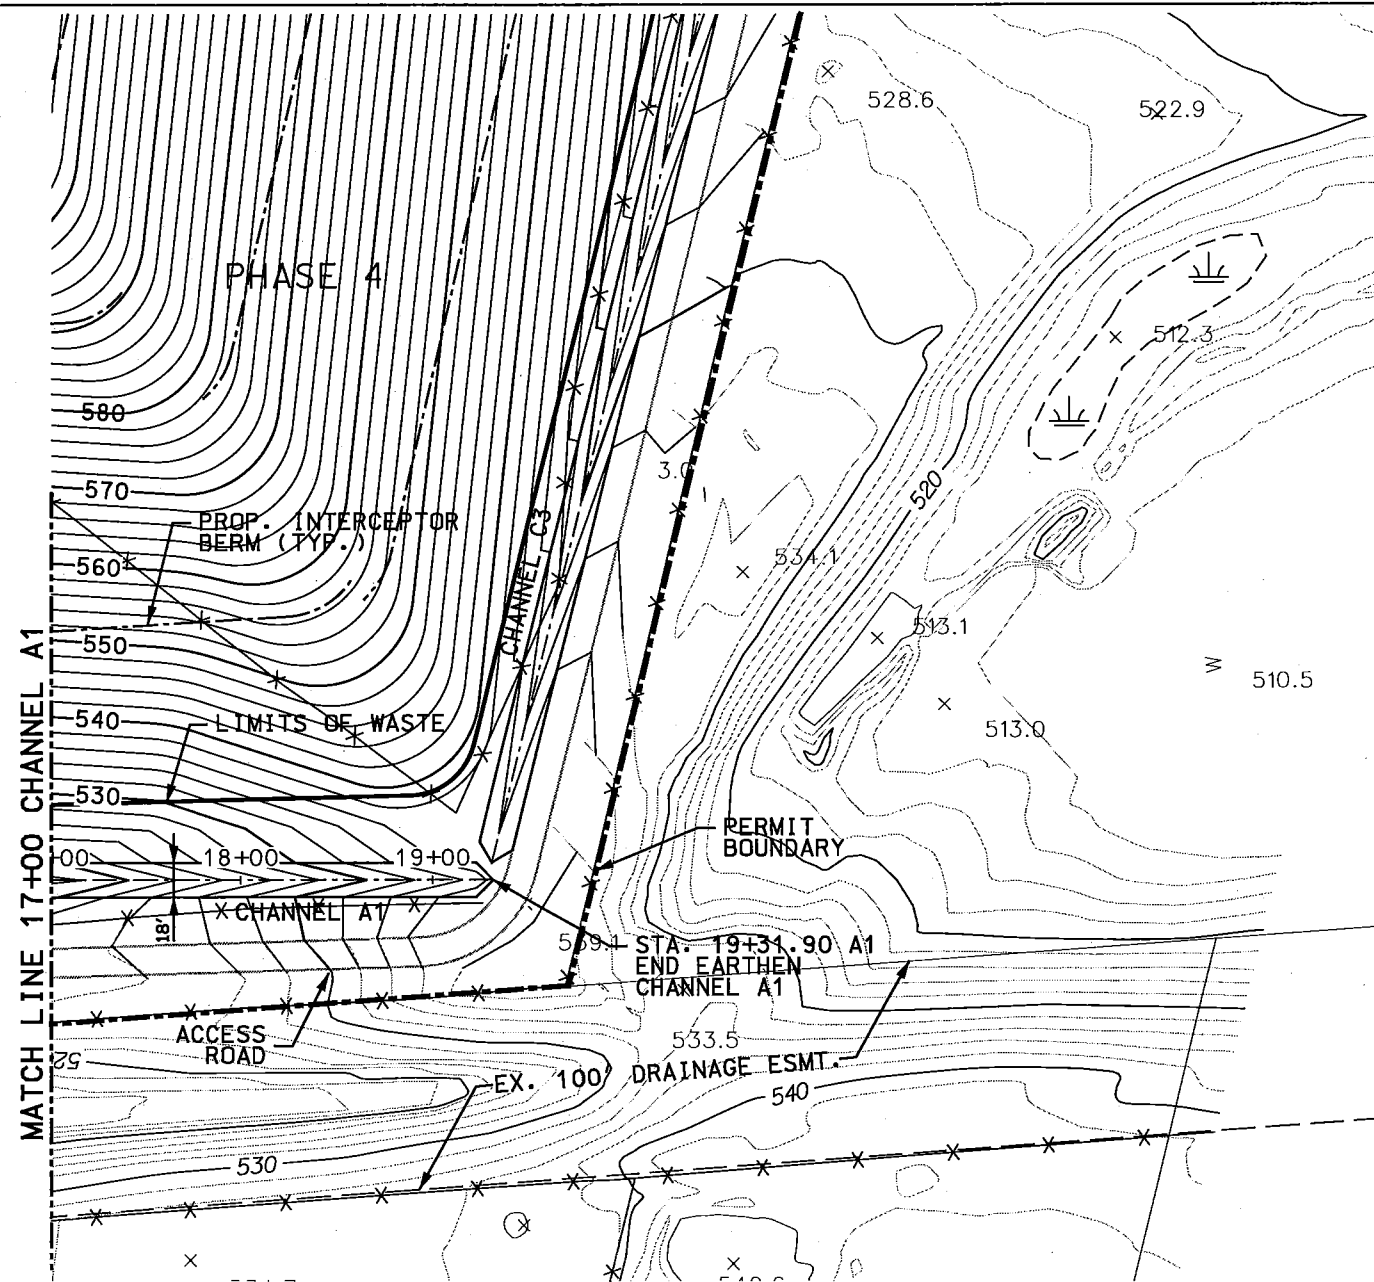 528.6
522.9
PHASE 4
512.3
580
570
520
PROP. INTERCEPTOR
BERM (TYP.)
CHANNEL C3
534.1
560
513.1
550
510.5
MATCH LINE 17+00 CHANNEL A1
540
LIMITS OF WASTE
513.0
530
PERMIT
BOUNDARY
00
18+00
19+00
CHANNEL A1
18'
STA. 19+31.90 A1
END EARTHEN
CHANNEL A1
ACCESS
ROAD
533.5
52
EX. 100' DRAINAGE ESMT.
540
530